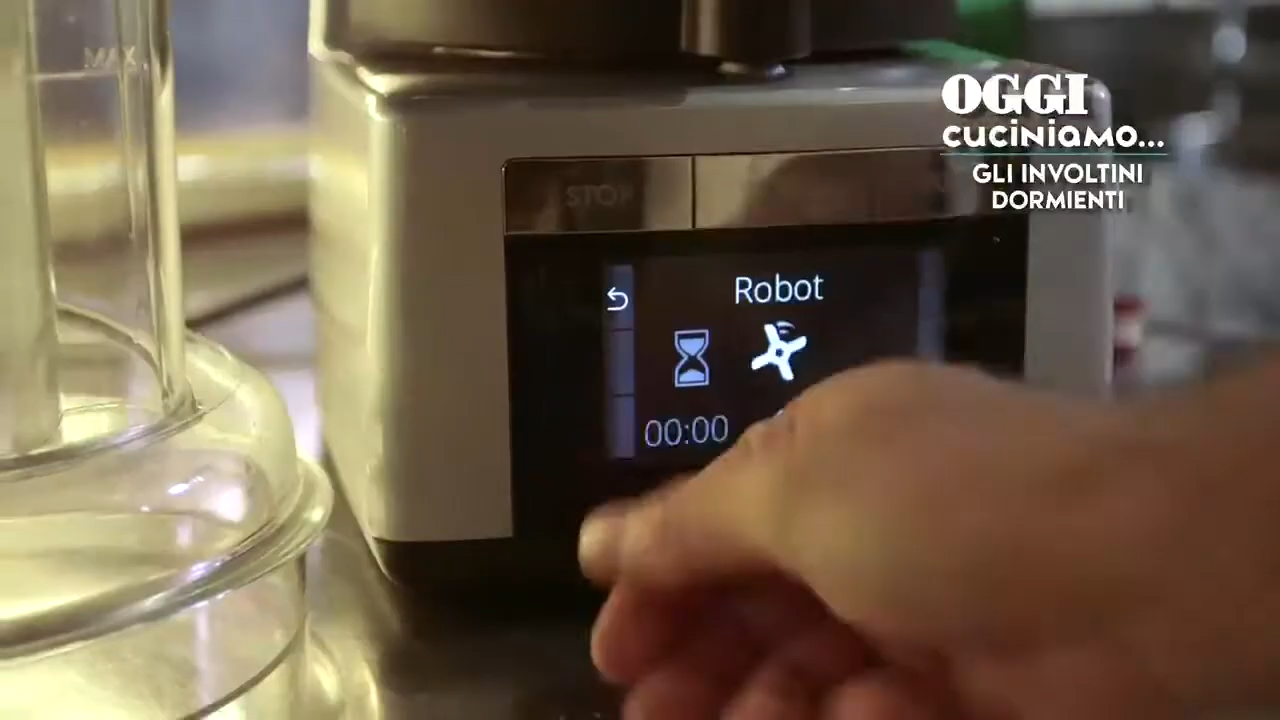 MAX
OGGI
cuciniamo...
GLI INVOLTINI
DORMIENTI
STOP
Robot
00:00